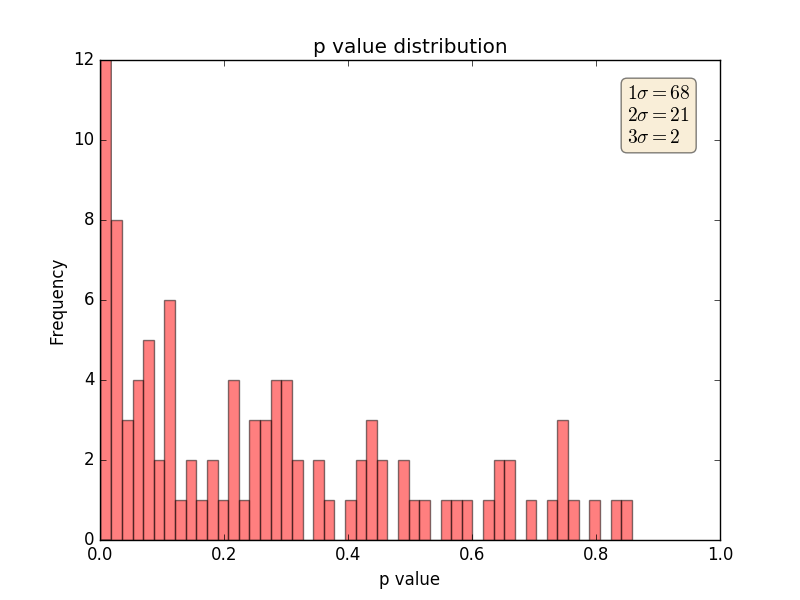 p value distribution
1σ = 68
2σ = 21
3σ = 2
12
10
8
6
4
2
0
Frequency
0.0 0.2 0.4 0.6 0.8 1.0
p value